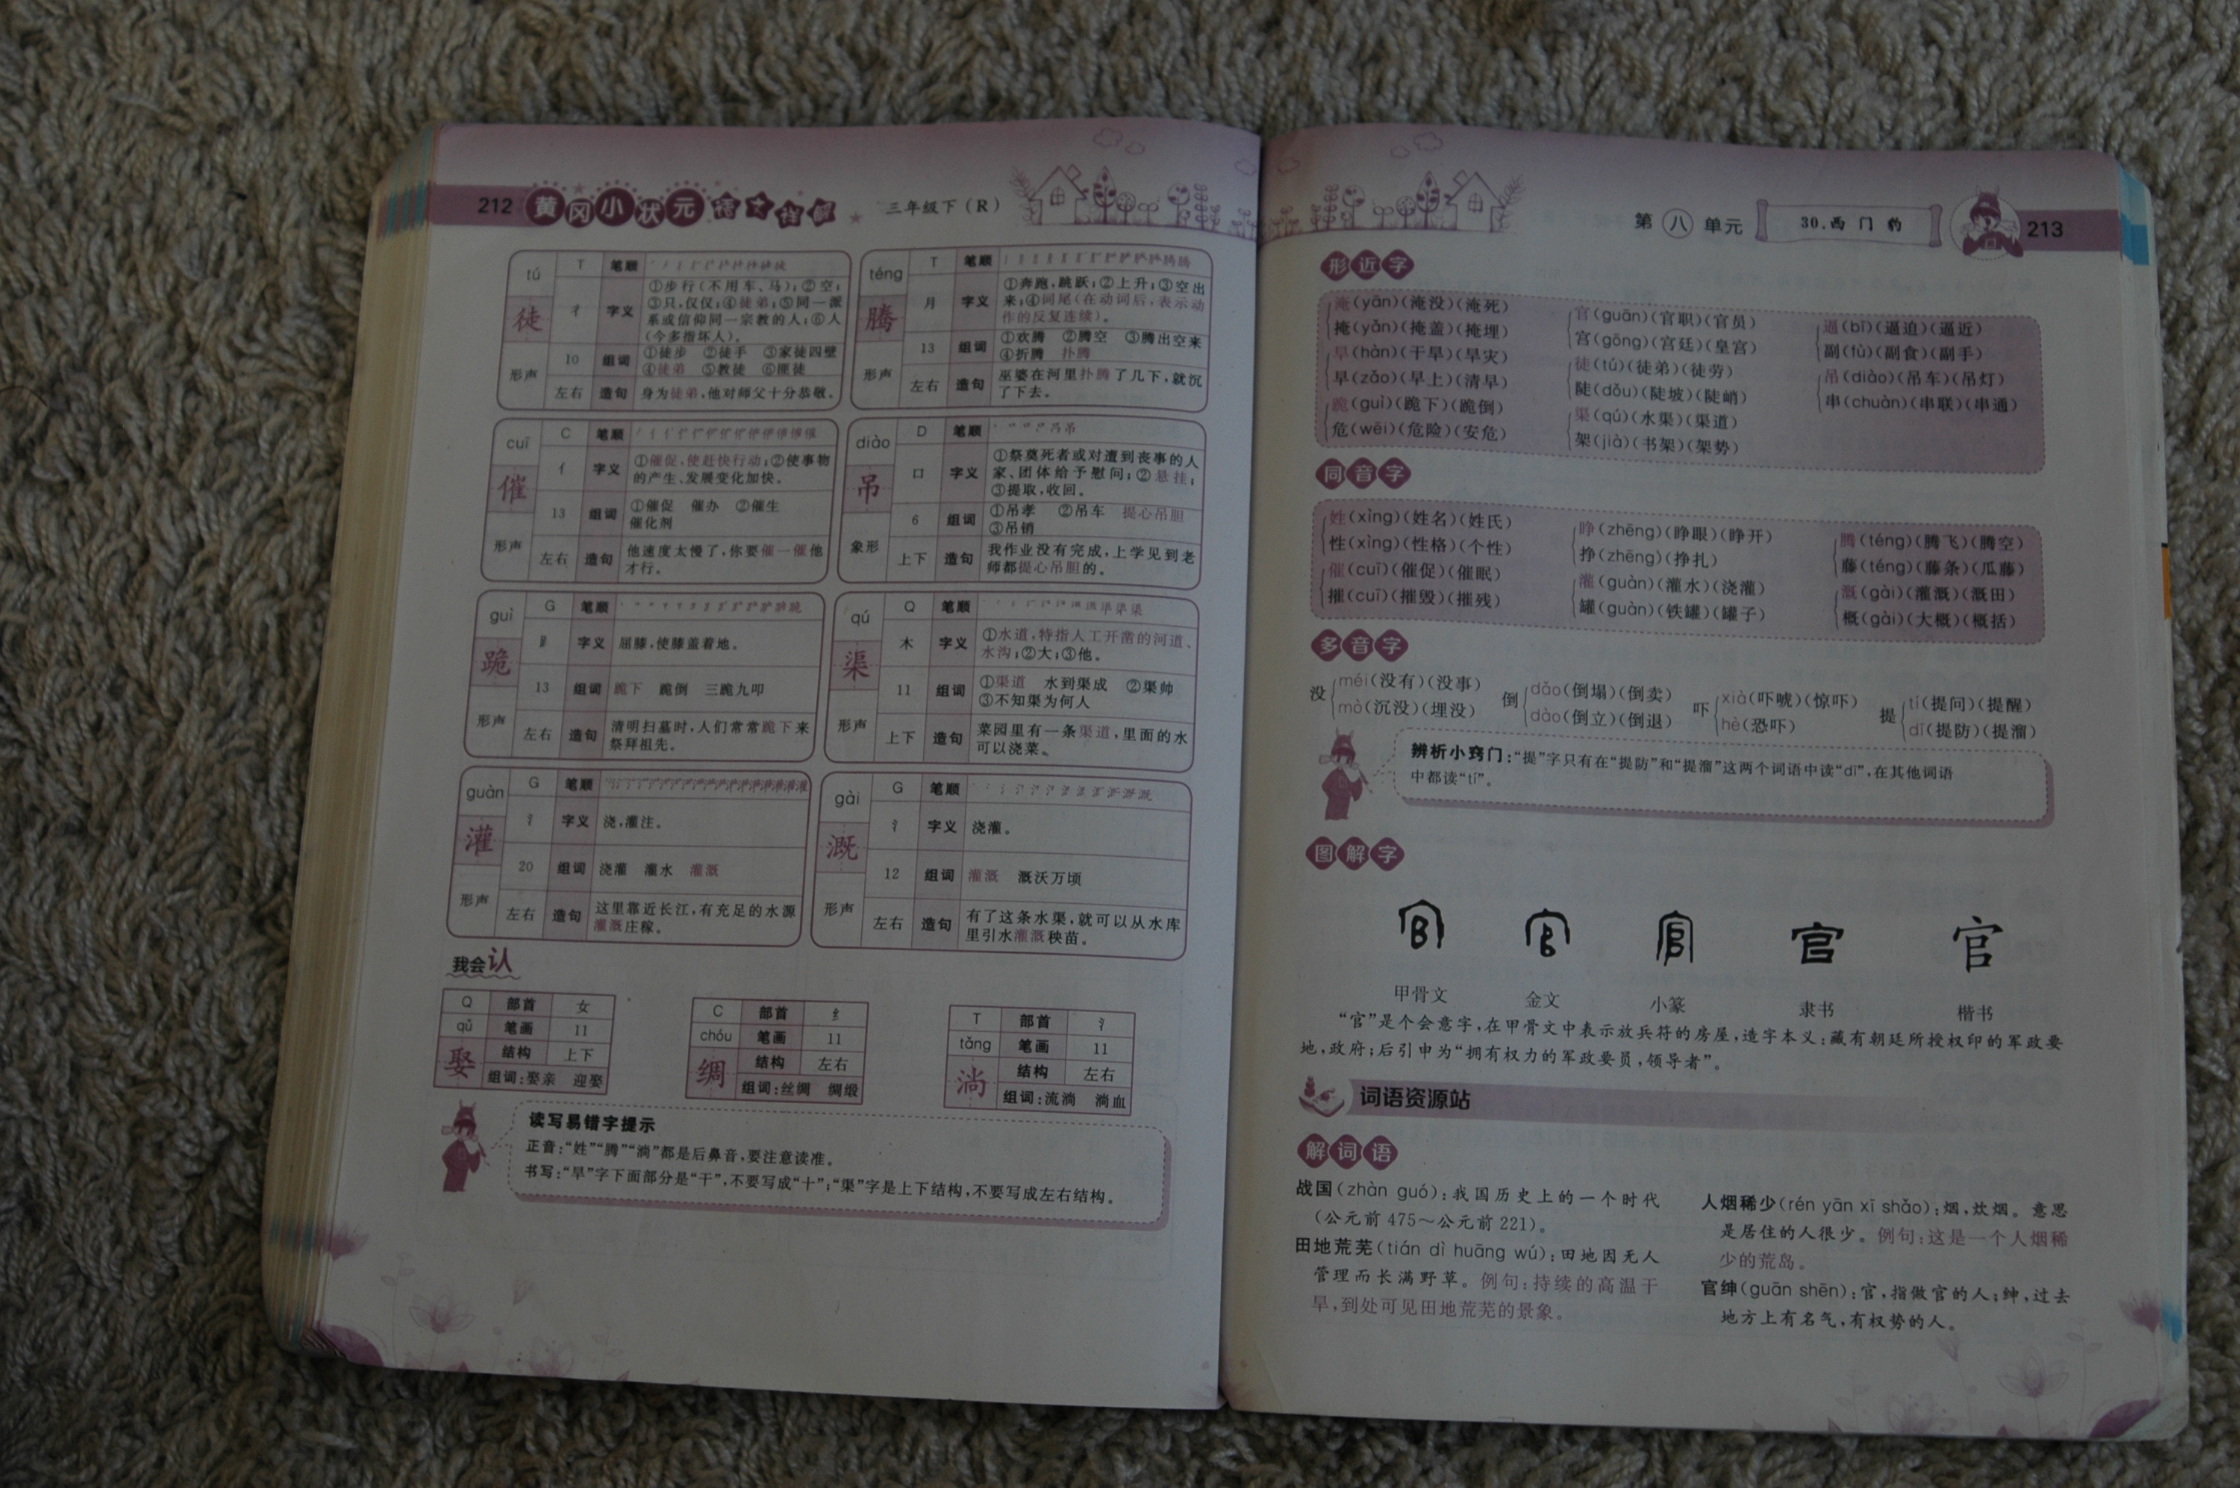 212 黄冈小状元 语文详解 三年级下（R）
tú 徒 形声
T 彳 10 左右
笔顺
字义 ①步行(不用车、马);②空;
③只,仅仅;④徒弟;⑤同一派
系或信仰同一宗教的人;⑥人
(今多指坏人)。
组词 ①徒步 ②徒手 ③家徒四壁
④徒弟 ⑤教徒 ⑥匪徒
造句 身为徒弟,他对师父十分恭敬。
téng 腾 形声
T 月 13 左右
笔顺
字义 ①奔跑,跳跃;②上升;③空出
来;④词尾(在动词后,表示动
作的反复连续)。
组词 ①欢腾 ②腾空 ③腾出空来
④折腾 扑腾
造句 巫婆在河里扑腾了几下,就沉
了下去。
cuī 催 形声
C 亻 13 左右
笔顺
字义 ①催促,使赶快行动;②使事物
的产生、发展变化加快。
组词 ①催促 催办 ②催生
催化剂
造句 他速度太慢了,你要催一催他
才行。
diào 吊 象形
D 口 6 上下
笔顺
字义 ①祭奠死者或对遭到丧事的人
家、团体给予慰问;②悬挂;
③提取,收回。
组词 ①吊孝 ②吊车 提心吊胆
③吊销
造句 我作业没有完成,上学见到老
师都提心吊胆的。
guì 跪 形声
G 𧾷 13 左右
笔顺
字义 屈膝,使膝盖着地。
组词 跪下 跪倒 三跪九叩
造句 清明扫墓时,人们常常跪下来
祭拜祖先。
qú 渠 形声
Q 木 11 上下
笔顺
字义 ①水道,特指人工开凿的河道、
水沟;②大;③他。
组词 ①渠道 水到渠成 ②渠帅
③不知渠为何人
造句 菜园里有一条渠道,里面的水
可以浇菜。
guàn 灌 形声
G 氵 20 左右
笔顺
字义 浇,灌注。
组词 浇灌 灌水 灌溉
造句 这里靠近长江,有充足的水源
灌溉庄稼。
gài 溉 形声
G 氵 12 左右
笔顺
字义 浇灌。
组词 灌溉 溉沃万顷
造句 有了这条水渠,就可以从水库
里引水灌溉秧苗。
我会认
Q 部首 女
qǔ 笔画 11
娶 结构 上下
组词:娶亲 迎娶
C 部首 纟
chóu 笔画 11
绸 结构 左右
组词:丝绸 绸缎
T 部首 氵
tǎng 笔画 11
淌 结构 左右
组词:流淌 淌血
读写易错字提示
正音:“姓”“腾”“淌”都是后鼻音,要注意读准。
书写:“旱”字下面部分是“干”,不要写成“十”;“渠”字是上下结构,不要写成左右结构。
第八单元 30.西门豹 213
形近字
淹(yān)(淹没)(淹死)
掩(yǎn)(掩盖)(掩埋)
旱(hàn)(干旱)(旱灾)
早(zǎo)(早上)(清早)
跪(guì)(跪下)(跪倒)
危(wēi)(危险)(安危)
官(guān)(官职)(官员)
宫(gōng)(宫廷)(皇宫)
徒(tú)(徒弟)(徒劳)
陡(dǒu)(陡坡)(陡峭)
渠(qú)(水渠)(渠道)
架(jià)(书架)(架势)
逼(bī)(逼迫)(逼近)
副(fù)(副食)(副手)
吊(diào)(吊车)(吊灯)
串(chuàn)(串联)(串通)
同音字
姓(xìng)(姓名)(姓氏)
性(xìng)(性格)(个性)
催(cuī)(催促)(催眠)
摧(cuī)(摧毁)(摧残)
睁(zhēng)(睁眼)(睁开)
挣(zhēng)(挣扎)
灌(guàn)(灌水)(浇灌)
罐(guàn)(铁罐)(罐子)
腾(téng)(腾飞)(腾空)
藤(téng)(藤条)(瓜藤)
溉(gài)(灌溉)(溉田)
概(gài)(大概)(概括)
多音字
没 méi(没有)(没事)
mò(沉没)(埋没)
倒 dǎo(倒塌)(倒卖)
dào(倒立)(倒退)
吓 xià(吓唬)(惊吓)
hè(恐吓)
提 tí(提问)(提醒)
dī(提防)(提溜)
辨析小窍门:“提”字只有在“提防”和“提溜”这两个词语中读“dī”,在其他词语
中都读“tí”。
图解字
甲骨文 金文 小篆 隶书 楷书
“官”是个会意字,在甲骨文中表示放兵符的房屋,造字本义:藏有朝廷所授权印的军政要
地,政府;后引申为“拥有权力的军政要员,领导者”。
词语资源站
解词语
战国(zhàn guó):我国历史上的一个时代
(公元前475～公元前221)。
田地荒芜(tián dì huāng wú):田地因无人
管理而长满野草。例句:持续的高温干
旱,到处可见田地荒芜的景象。
人烟稀少(rén yān xī shǎo):烟,炊烟。意思
是居住的人很少。例句:这是一个人烟稀
少的荒岛。
官绅(guān shēn):官,指做官的人;绅,过去
地方上有名气,有权势的人。